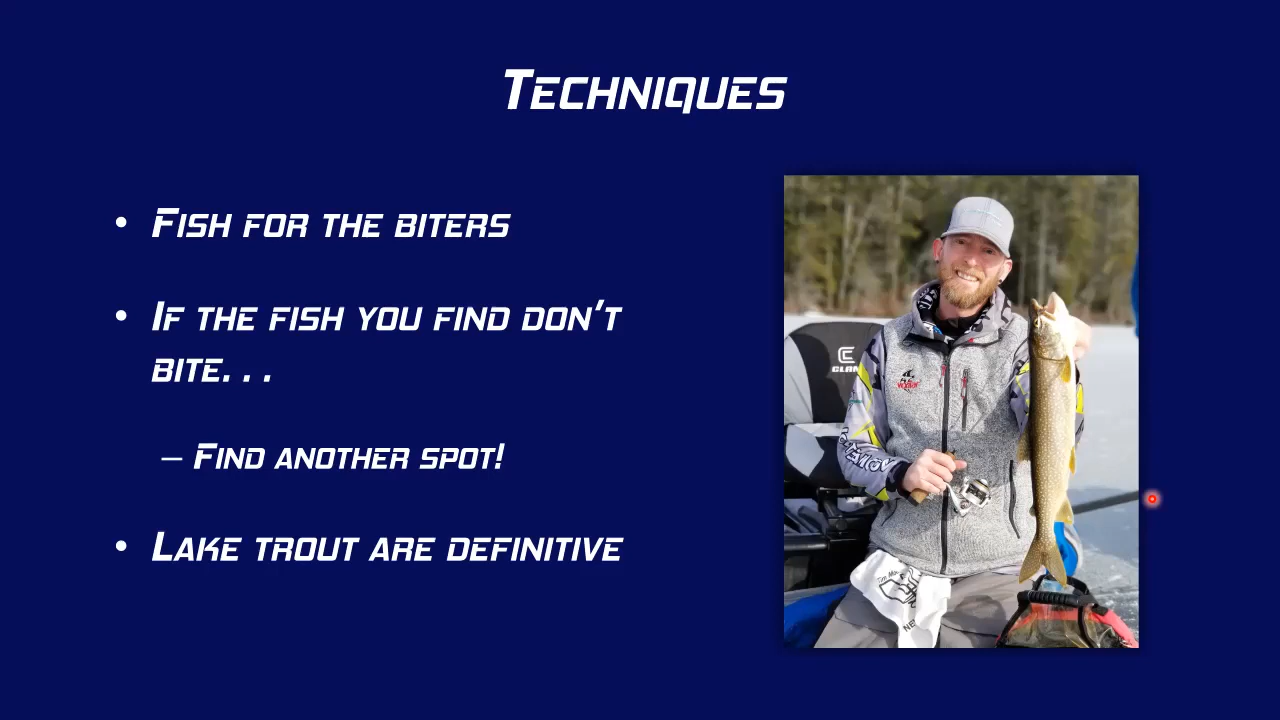 Techniques
• Fish for the biters
• If the fish you find don't
bite. . .
– Find another spot!
• Lake trout are definitive
CLAM